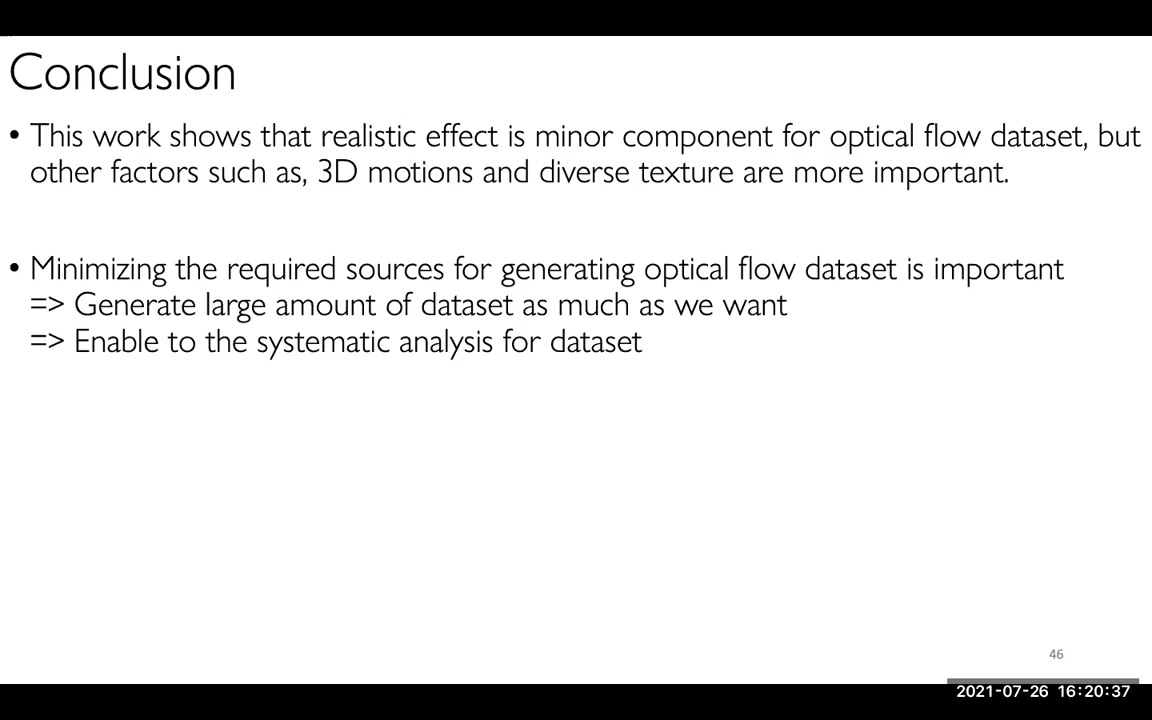 Conclusion
• This work shows that realistic effect is minor component for optical flow dataset, but
other factors such as, 3D motions and diverse texture are more important.
• Minimizing the required sources for generating optical flow dataset is important
=> Generate large amount of dataset as much as we want
=> Enable to the systematic analysis for dataset
46
2021-07-26 16:20:37